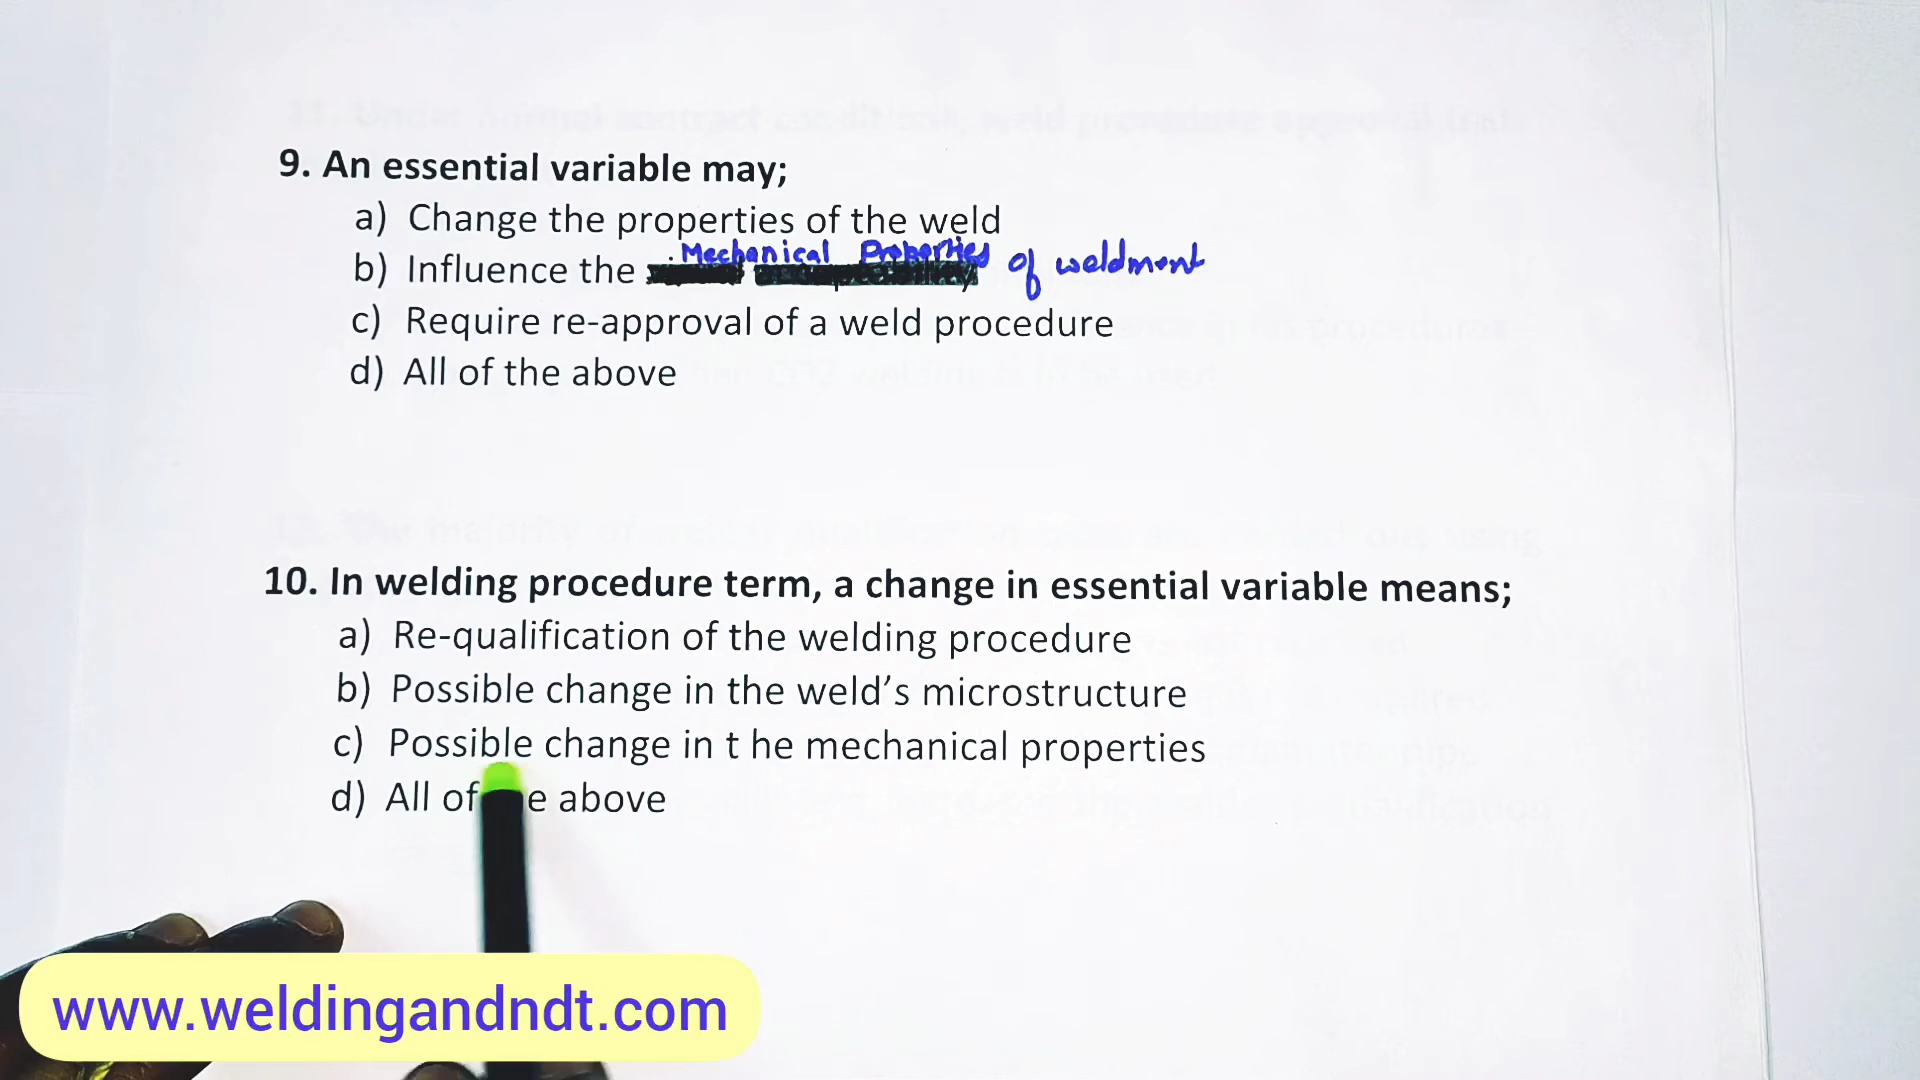 9. An essential variable may;
a) Change the properties of the weld
Mechanical Properties of weldment
b) Influence the
c) Require re-approval of a weld procedure
d) All of the above
10. In welding procedure term, a change in essential variable means;
a) Re-qualification of the welding procedure
b) Possible change in the weld’s microstructure
c) Possible change in t he mechanical properties
d) All of above
www.weldingandndt.com